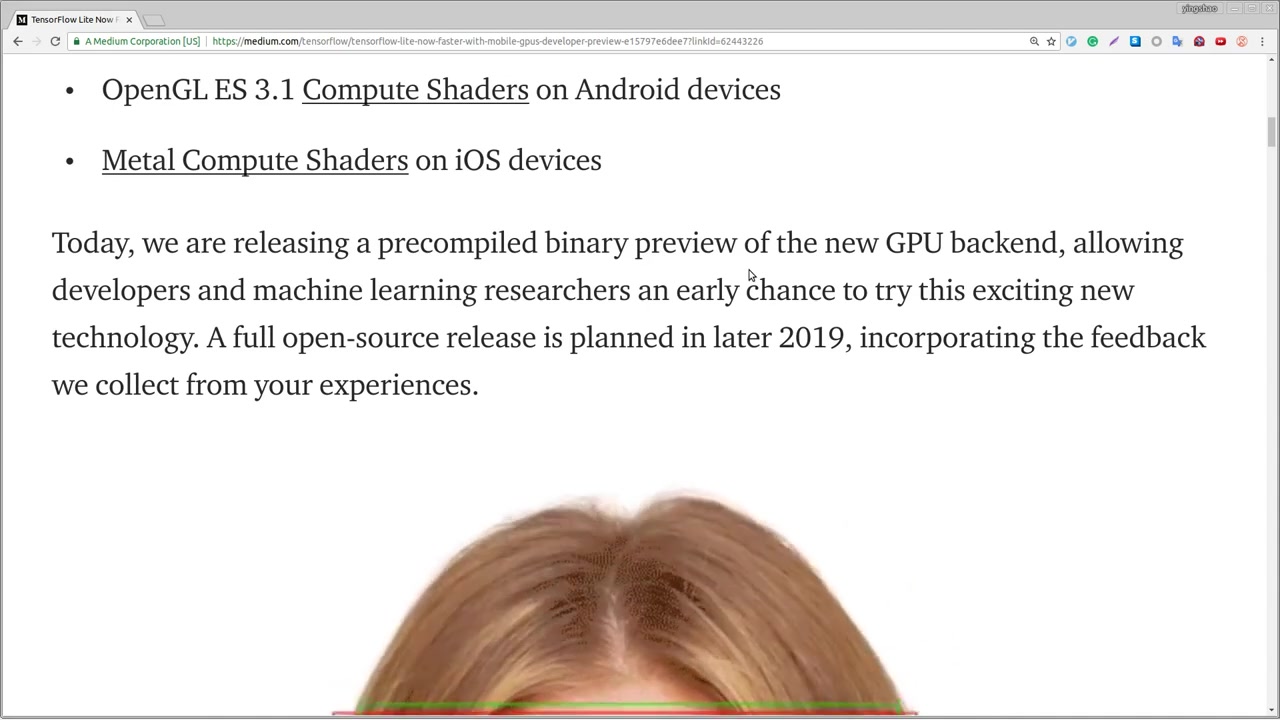 yingshao
TensorFlow Lite Now F
A Medium Corporation [US] https://medium.com/tensorflow/tensorflow-lite-now-faster-with-mobile-gpus-developer-preview-e15797e6dee7?linkId=62443226
• OpenGL ES 3.1 Compute Shaders on Android devices
• Metal Compute Shaders on iOS devices
Today, we are releasing a precompiled binary preview of the new GPU backend, allowing
developers and machine learning researchers an early chance to try this exciting new
technology. A full open-source release is planned in later 2019, incorporating the feedback
we collect from your experiences.